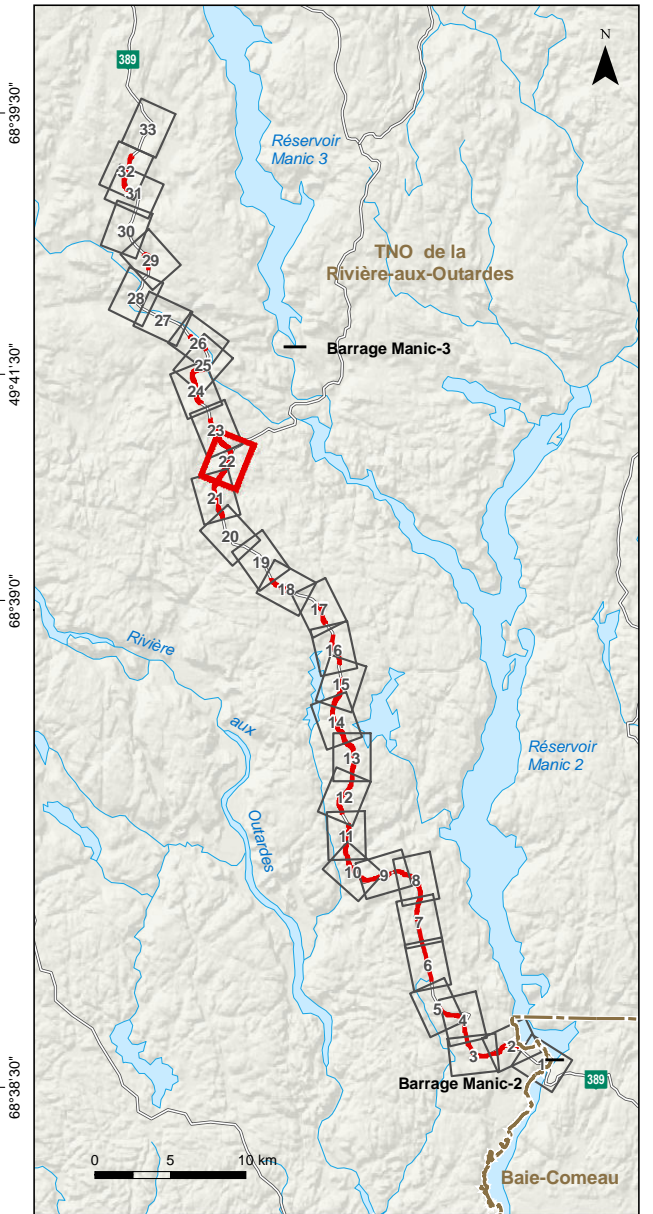 N
389
68°39'30"
33
Réservoir
Manic 3
32
31
TNO de la
Rivière-aux-Outardes
30
29
28
27
26
Barrage Manic-3
25
49°41'30"
24
23
22
21
20
19
18
68°39'0"
17
Rivière
16
15
aux
14
Réservoir
Manic 2
13
12
Outardes
11
10
9
8
7
6
5
4
3
2
1
68°38'30"
Barrage Manic-2
389
0 5 10 km
Baie-Comeau